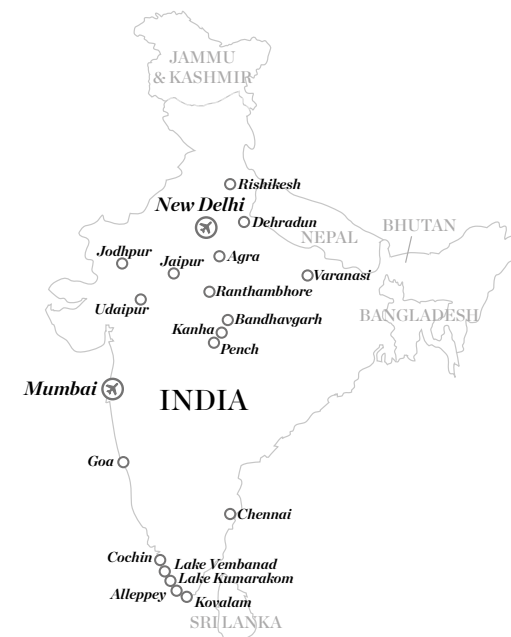 JAMMU
& KASHMIR
Rishikesh
New Delhi
Dehradun
BHUTAN
NEPAL
Jodhpur
Jaipur
Agra
Varanasi
Ranthambhore
Udaipur
Bandhavgarh
BANGLADESH
Kanha
Pench
Mumbai
INDIA
Goa
Chennai
Cochin
Lake Vembanad
Lake Kumarakom
Alleppey
Kovalam
SRI LANKA